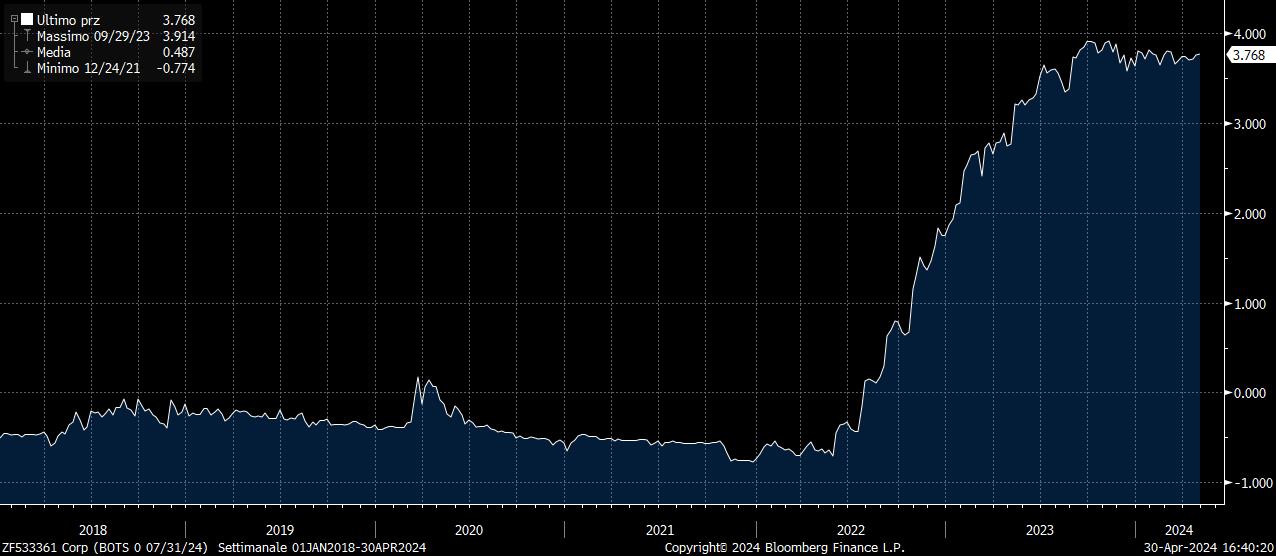 Ultimo prz 3.768
Massimo 09/29/23 3.914
Media 0.487
Minimo 12/24/21 -0.774
4.000
3.768
3.000
2.000
1.000
0.000
-1.000
2018 2019 2020 2021 2022 2023 2024
ZF533361 Corp (BOTS 0 07/31/24) Settimanale 01JAN2018-30APR2024 Copyright© 2024 Bloomberg Finance L.P. 30-Apr-2024 16:40:20